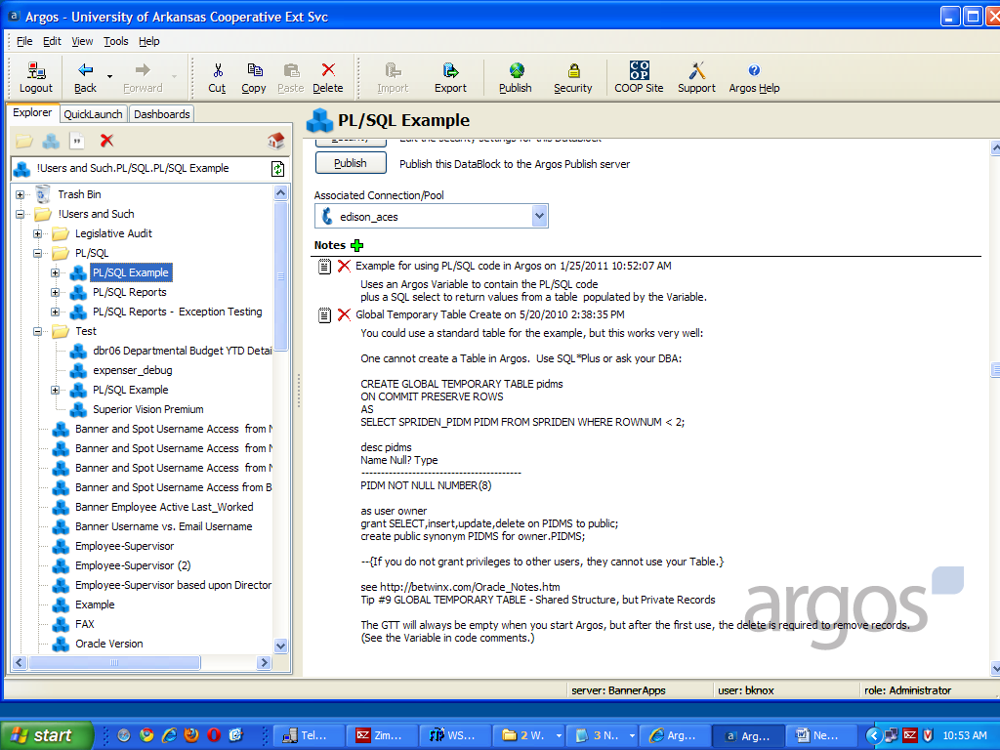 Argos - University of Arkansas Cooperative Ext Svc
File Edit View Tools Help
Logout Back Forward Cut Copy Paste Delete Import Export Publish Security COOP Site Support Argos Help
CO
OP
Explorer QuickLaunch Dashboards
PL/SQL Example
!Users and Such.PL/SQL.PL/SQL Example
Trash Bin
!Users and Such
Legislative Audit
PL/SQL
PL/SQL Example
PL/SQL Reports
PL/SQL Reports - Exception Testing
Test
dbr06 Departmental Budget YTD Detai
expenser_debug
PL/SQL Example
Superior Vision Premium
Banner and Spot Username Access from N
Banner and Spot Username Access from N
Banner and Spot Username Access from N
Banner and Spot Username Access from B
Banner Employee Active Last_Worked
Banner Username vs. Email Username
Employee-Supervisor
Employee-Supervisor (2)
Employee-Supervisor based upon Director
Example
FAX
Oracle Version
Security Edit the security settings for this DataBlock
Publish Publish this DataBlock to the Argos Publish server
Associated Connection/Pool
edison_aces
Notes
Example for using PL/SQL code in Argos on 1/25/2011 10:52:07 AM
Uses an Argos Variable to contain the PL/SQL code
plus a SQL select to return values from a table populated by the Variable.
Global Temporary Table Create on 5/20/2010 2:38:35 PM
You could use a standard table for the example, but this works very well:
One cannot create a Table in Argos. Use SQL*Plus or ask your DBA:
CREATE GLOBAL TEMPORARY TABLE pidms
ON COMMIT PRESERVE ROWS
AS
SELECT SPRIDEN_PIDM PIDM FROM SPRIDEN WHERE ROWNUM < 2;
desc pidms
Name Null? Type
-----------------------------------------
PIDM NOT NULL NUMBER(8)
as user owner
grant SELECT,insert,update,delete on PIDMS to public;
create public synonym PIDMS for owner.PIDMS;
--{If you do not grant privileges to other users, they cannot use your Table.}
see http://betwinx.com/Oracle_Notes.htm
Tip #9 GLOBAL TEMPORARY TABLE - Shared Structure, but Private Records
The GTT will always be empty when you start Argos, but after the first use, the delete is required to remove records.
(See the Variable in code comments.)
argos
server: BannerApps user: bknox role: Administrator
start Tel... Zim... WS... 2 W... 3 N... Arg... Arg... Ne... 10:53 AM